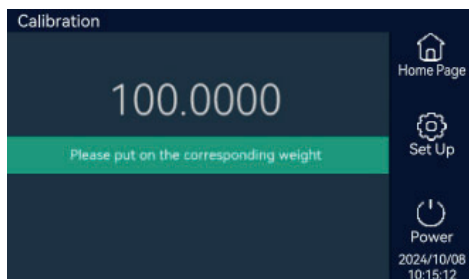 Calibration
100.0000
Please put on the corresponding weight
Home Page
Set Up
Power
2024/10/08
10:15:12